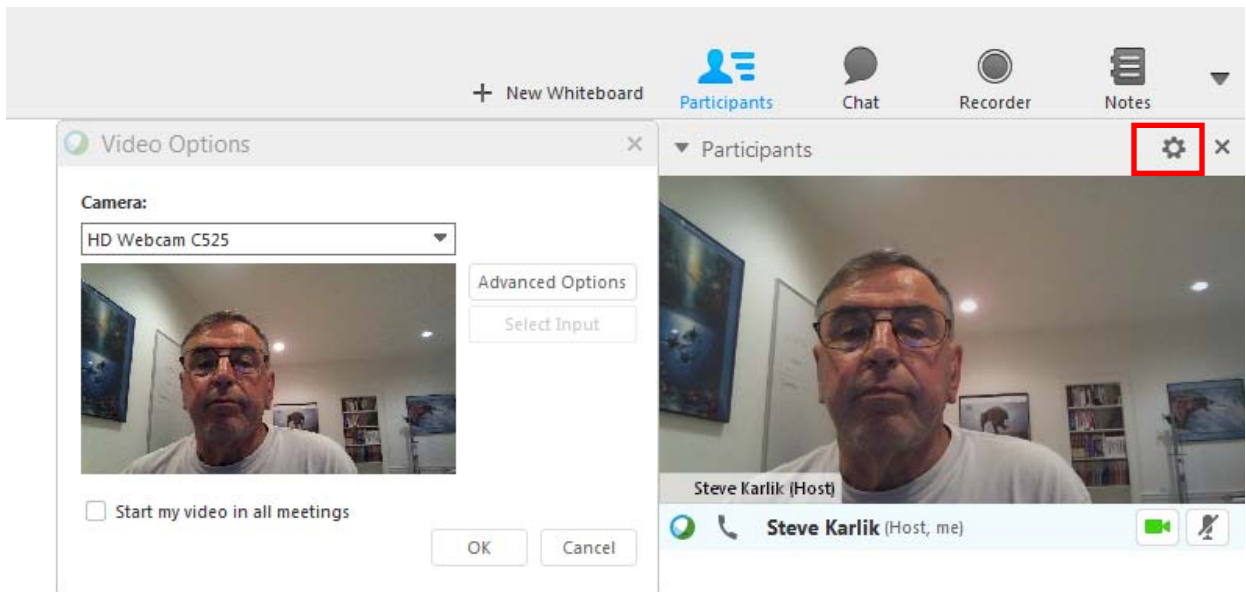 + New Whiteboard
Participants
Chat
Recorder
Notes
Video Options
Camera:
HD Webcam C525
Advanced Options
Select Input
Start my video in all meetings
OK
Cancel
Participants
Steve Karlik (Host)
Steve Karlik (Host, me)